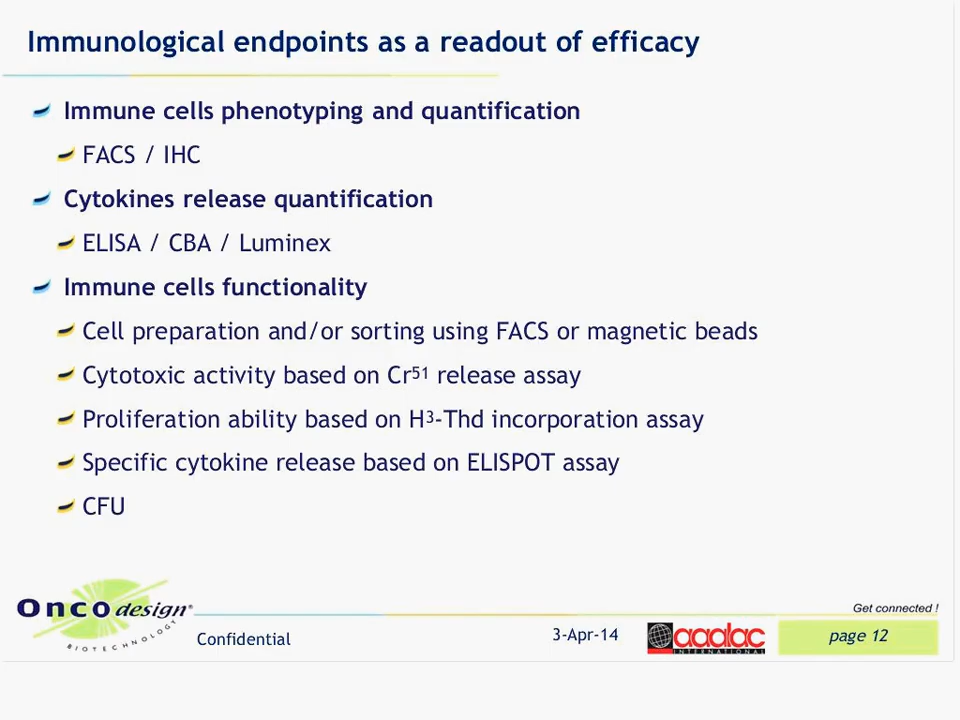 Immunological endpoints as a readout of efficacy
Immune cells phenotyping and quantification
FACS / IHC
Cytokines release quantification
ELISA / CBA / Luminex
Immune cells functionality
Cell preparation and/or sorting using FACS or magnetic beads
Cytotoxic activity based on Cr⁵¹ release assay
Proliferation ability based on H³-Thd incorporation assay
Specific cytokine release based on ELISPOT assay
CFU
Get connected !
Oncodesign®
BIOTECHNOLOGY
Confidential
3-Apr-14
aaalac
INTERNATIONAL
page 12